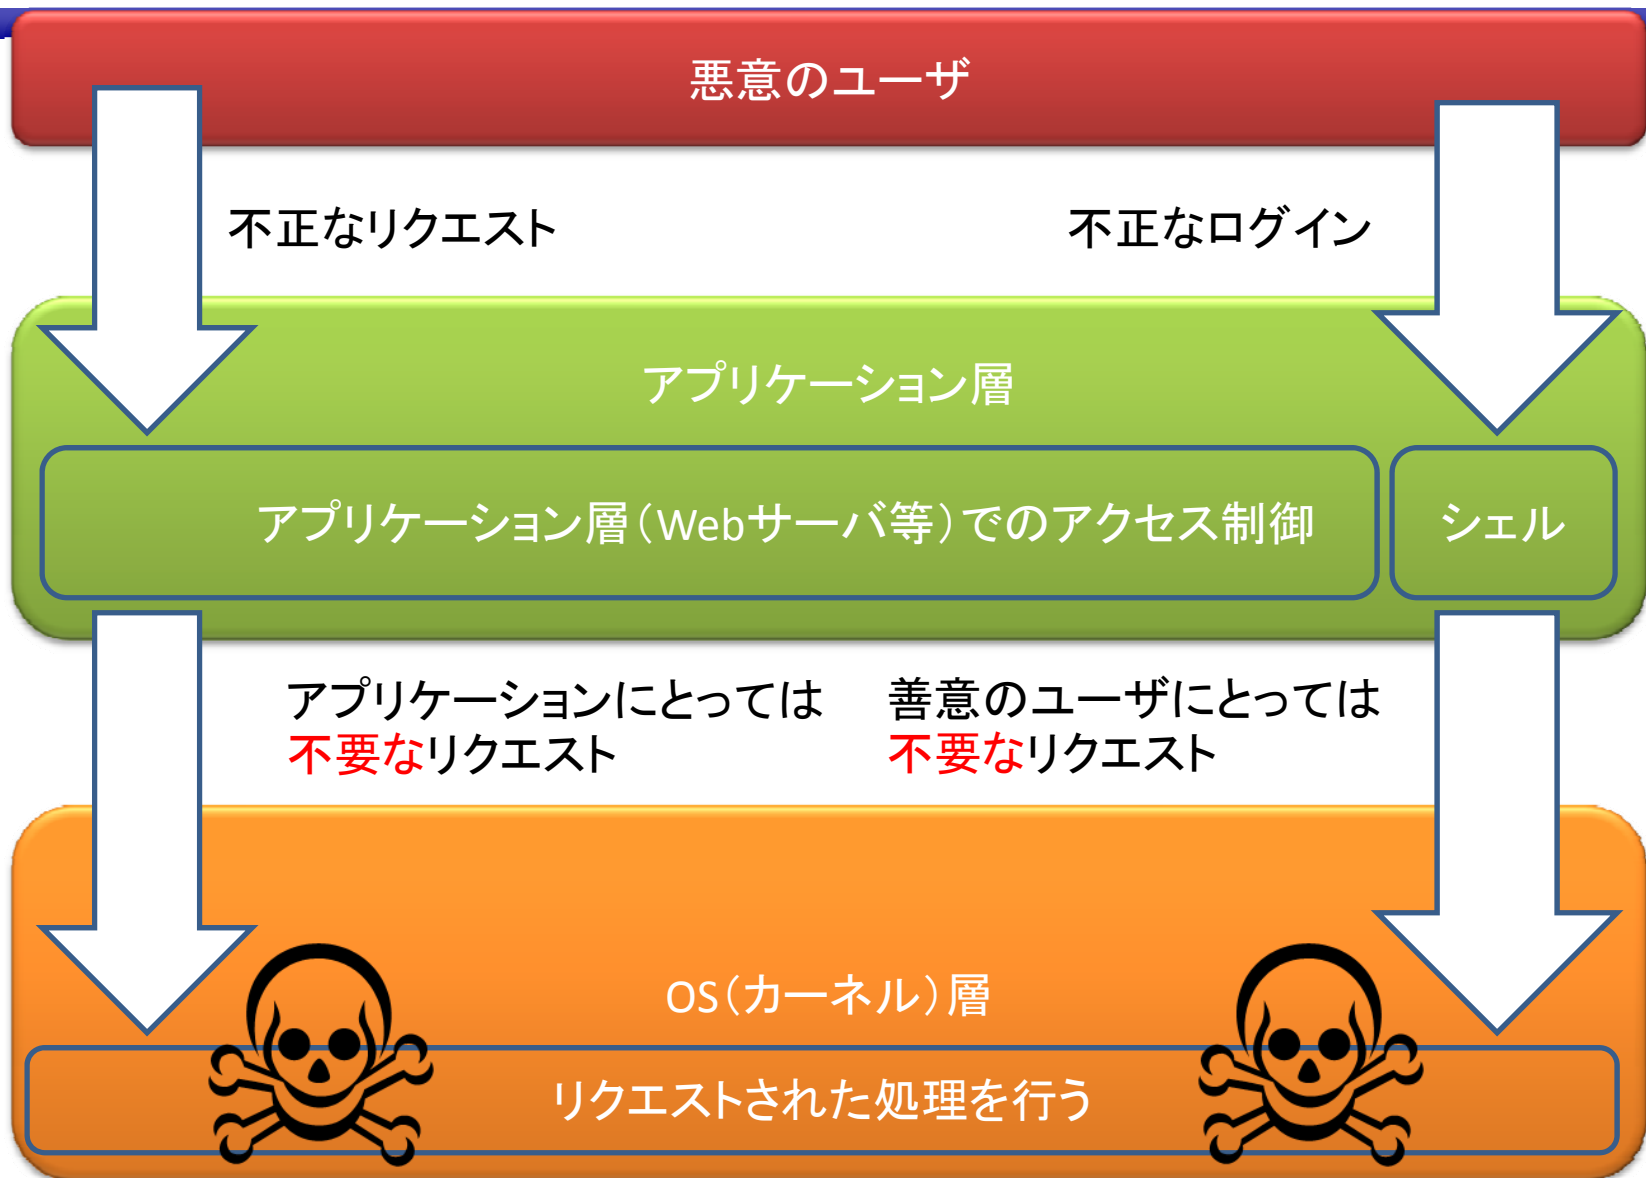 悪意のユーザ
不正なリクエスト
不正なログイン
アプリケーション層
アプリケーション層（Webサーバ等）でのアクセス制御
シェル
アプリケーションにとっては
不要なリクエスト
善意のユーザにとっては
不要なリクエスト
OS（カーネル）層
リクエストされた処理を行う